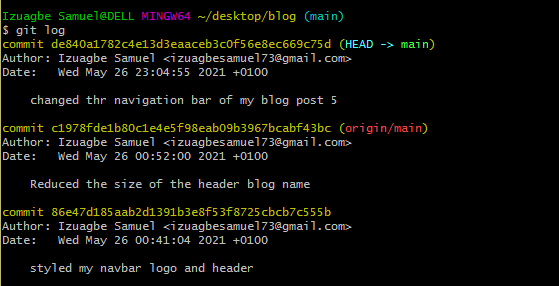 Izuagbe Samuel@DELL MINGW64 ~/desktop/blog (main)
$ git log
commit de840a1782c4e13d3eaaceb3c0f56e8ec669c75d (HEAD -> main)
Author: Izuagbe Samuel <izuagbesamuel73@gmail.com>
Date:   Wed May 26 23:04:55 2021 +0100

    changed thr navigation bar of my blog post 5

commit c1978fde1b80c1e4e5f98eab09b3967bcabf43bc (origin/main)
Author: Izuagbe Samuel <izuagbesamuel73@gmail.com>
Date:   Wed May 26 00:52:00 2021 +0100

    Reduced the size of the header blog name

commit 86e47d185aab2d1391b3e8f53f8725cbcb7c555b
Author: Izuagbe Samuel <izuagbesamuel73@gmail.com>
Date:   Wed May 26 00:41:04 2021 +0100

    styled my navbar logo and header